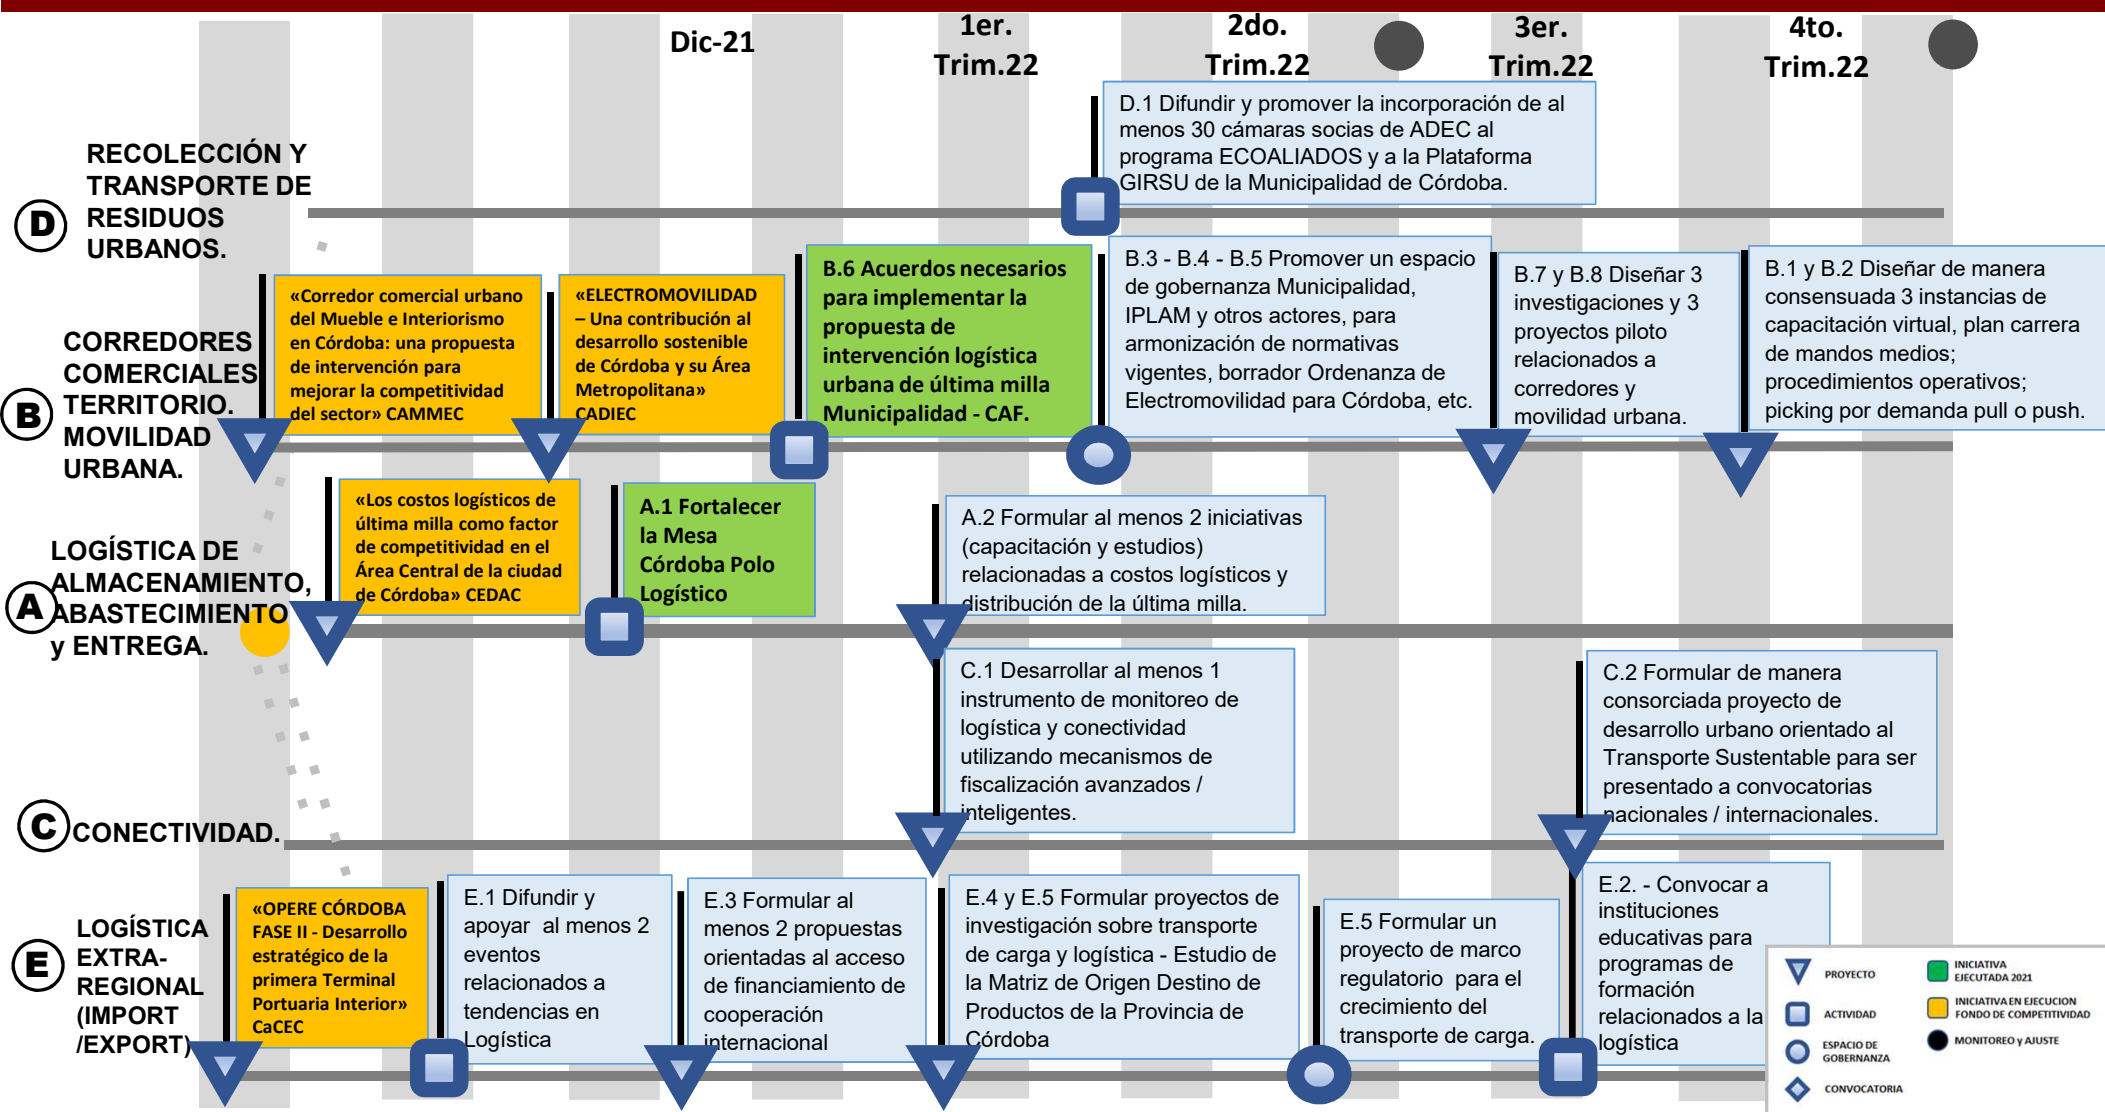 Dic-21
1er.
Trim.22
2do.
Trim.22
3er.
Trim.22
4to.
Trim.22
D
RECOLECCIÓN Y
TRANSPORTE DE
RESIDUOS
URBANOS.
D.1 Difundir y promover la incorporación de al
menos 30 cámaras socias de ADEC al
programa ECOALIADOS y a la Plataforma
GIRSU de la Municipalidad de Córdoba.
B
CORREDORES
COMERCIALES
TERRITORIO.
MOVILIDAD
URBANA.
«Corredor comercial urbano
del Mueble e Interiorismo
en Córdoba: una propuesta
de intervención para
mejorar la competitividad
del sector» CAMMEC
«ELECTROMOVILIDAD
– Una contribución al
desarrollo sostenible
de Córdoba y su Área
Metropolitana»
CADIEC
B.6 Acuerdos necesarios
para implementar la
propuesta de
intervención logística
urbana de última milla
Municipalidad - CAF.
B.3 - B.4 - B.5 Promover un espacio
de gobernanza Municipalidad,
IPLAM y otros actores, para
armonización de normativas
vigentes, borrador Ordenanza de
Electromovilidad para Córdoba, etc.
B.7 y B.8 Diseñar 3
investigaciones y 3
proyectos piloto
relacionados a
corredores y
movilidad urbana.
B.1 y B.2 Diseñar de manera
consensuada 3 instancias de
capacitación virtual, plan carrera
de mandos medios;
procedimientos operativos;
picking por demanda pull o push.
A
LOGÍSTICA DE
ALMACENAMIENTO,
ABASTECIMIENTO
y ENTREGA.
«Los costos logísticos de
última milla como factor
de competitividad en el
Área Central de la ciudad
de Córdoba» CEDAC
A.1 Fortalecer
la Mesa
Córdoba Polo
Logístico
A.2 Formular al menos 2 iniciativas
(capacitación y estudios)
relacionadas a costos logísticos y
distribución de la última milla.
C
CONECTIVIDAD.
C.1 Desarrollar al menos 1
instrumento de monitoreo de
logística y conectividad
utilizando mecanismos de
fiscalización avanzados /
inteligentes.
C.2 Formular de manera
consorciada proyecto de
desarrollo urbano orientado al
Transporte Sustentable para ser
presentado a convocatorias
nacionales / internacionales.
E
LOGÍSTICA
EXTRA-
REGIONAL
(IMPORT
/EXPORT)
«OPERE CÓRDOBA
FASE II - Desarrollo
estratégico de la
primera Terminal
Portuaria Interior»
CaCEC
E.1 Difundir y
apoyar al menos 2
eventos
relacionados a
tendencias en
Logística
E.3 Formular al
menos 2 propuestas
orientadas al acceso
de financiamiento de
cooperación
internacional
E.4 y E.5 Formular proyectos de
investigación sobre transporte
de carga y logística - Estudio de
la Matriz de Origen Destino de
Productos de la Provincia de
Córdoba
E.5 Formular un
proyecto de marco
regulatorio para el
crecimiento del
transporte de carga.
E.2. - Convocar a
instituciones
educativas para
programas de
formación
relacionados a la
logística
PROYECTO
ACTIVIDAD
ESPACIO DE
GOBERNANZA
CONVOCATORIA
INICIATIVA
EJECUTADA 2021
INICIATIVA EN EJECUCION
FONDO DE COMPETITIVIDAD
MONITOREO y AJUSTE